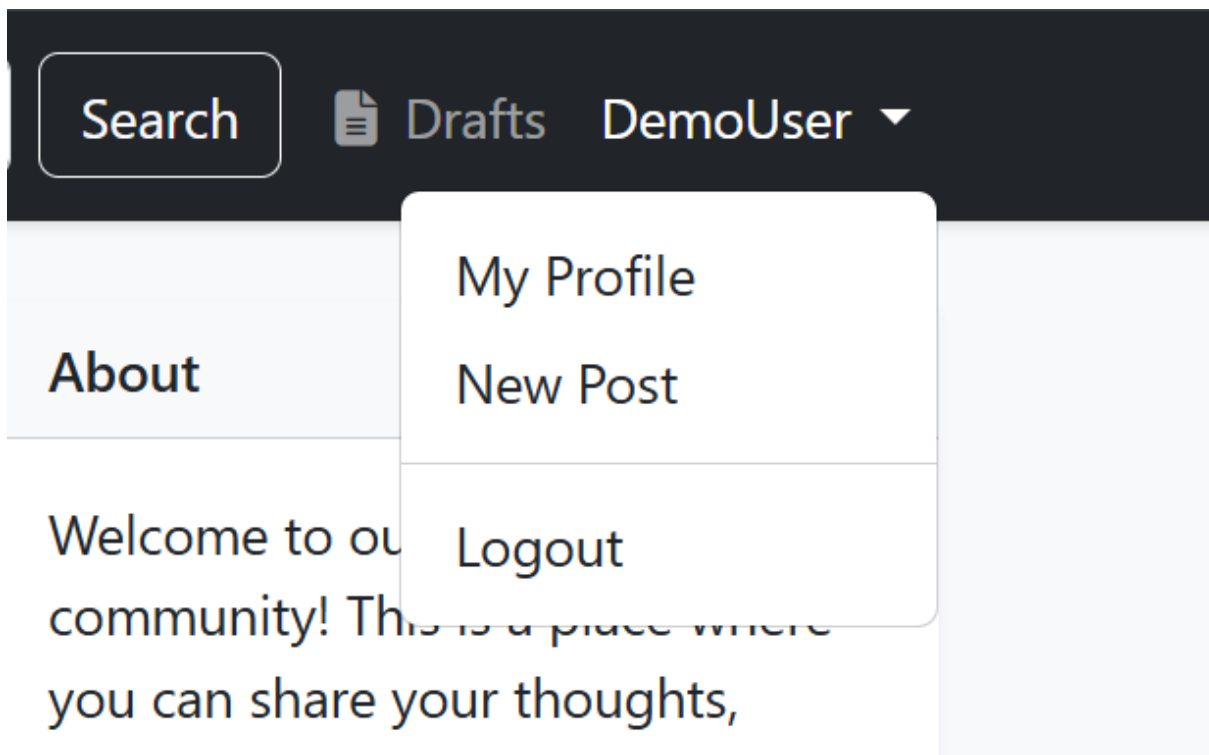 Search Drafts DemoUser
My Profile
About
New Post
Welcome to
Logout
community!
you can share your thoughts,